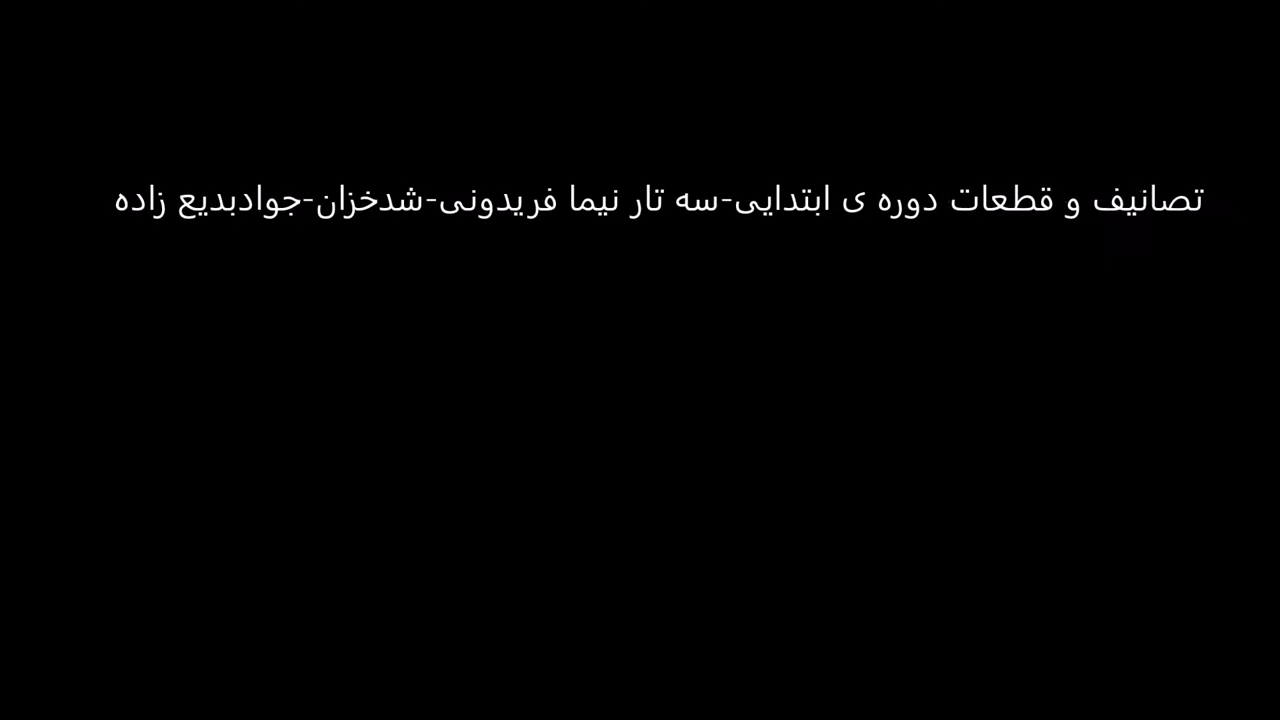 تصانیف و قطعات دوره ی ابتدایی-سه تار نیما فریدونی-شدخزان-جوادبدیع زاده